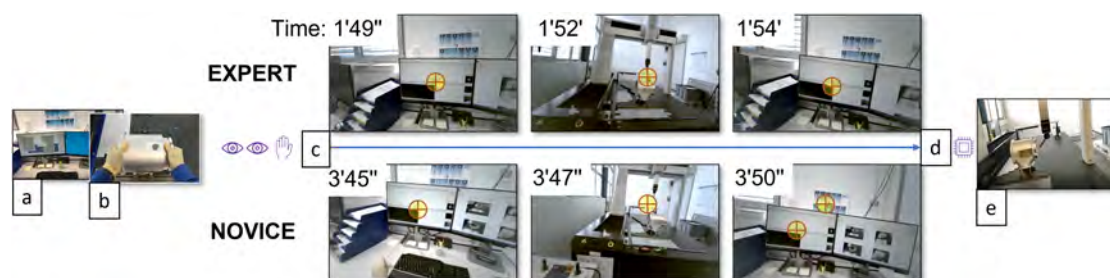 Time: 1'49"
1'52'
1'54'
EXPERT
a
b
c
d
e
3'45"
3'47"
3'50"
NOVICE